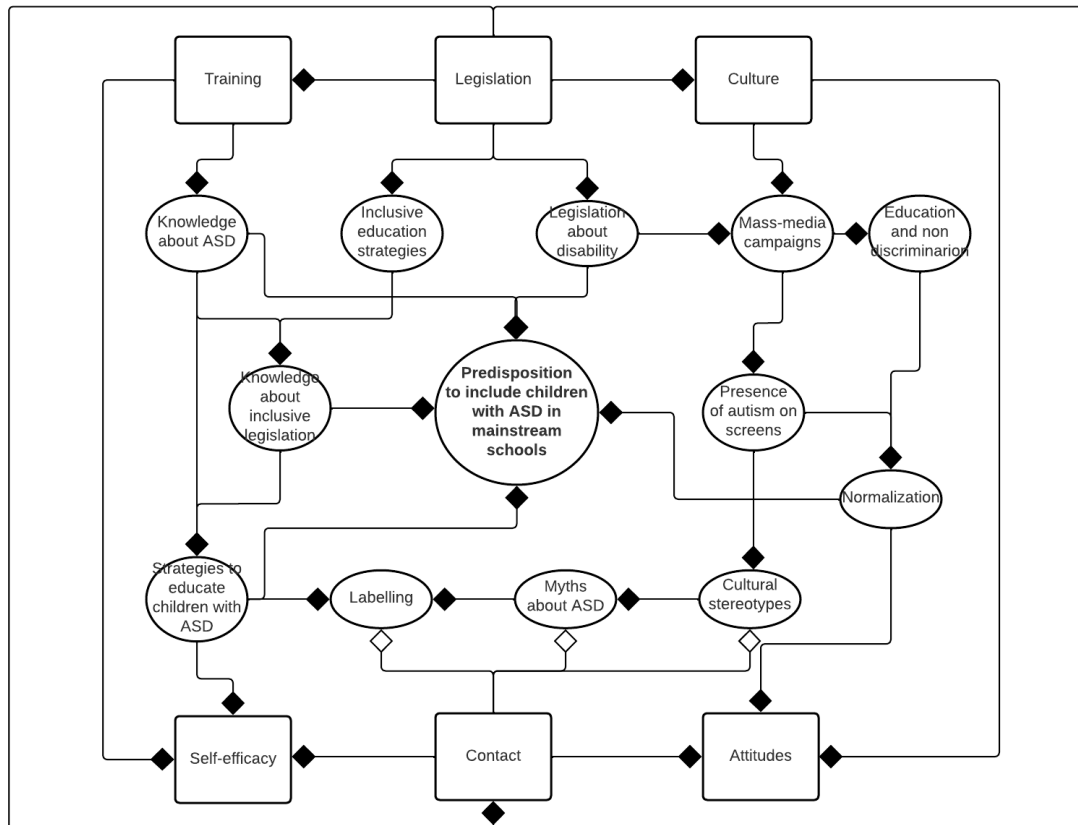 Training
Legislation
Culture
Knowledge
about ASD
Inclusive
education
strategies
Legislation
about
disability
Mass-media
campaigns
Education
and non
discriminarion
Knowledge
about
inclusive
legislation
Predisposition
to include children
with ASD in
mainstream
schools
Presence
of autism on
screens
Normalization
Strategies to
educate
children with
ASD
Labelling
Myths
about ASD
Cultural
stereotypes
Self-efficacy
Contact
Attitudes